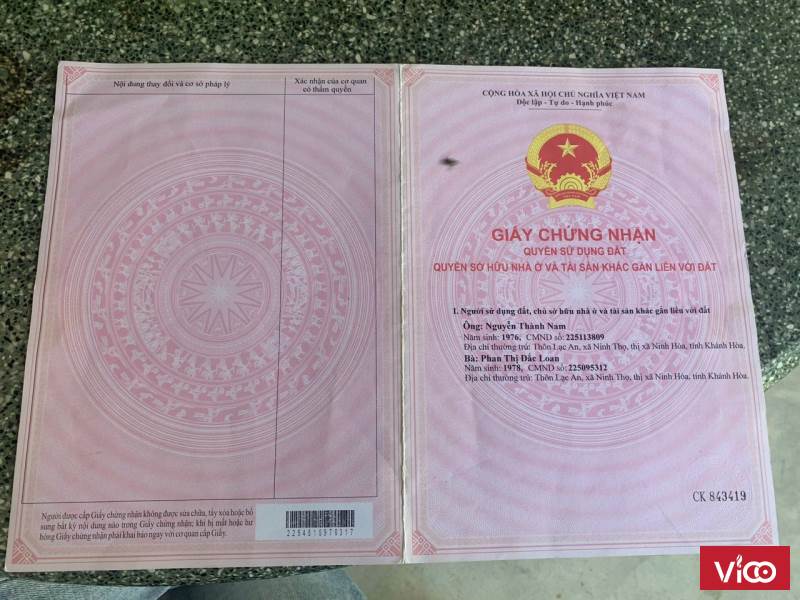 Nội dung thay đổi và cơ sở pháp lý
Xác nhận của cơ quan
có thẩm quyền
Người được cấp Giấy chứng nhận không được sửa chữa, tẩy xóa hoặc bổ
sung bất kỳ nội dung nào trong Giấy chứng nhận; khi bị mất hoặc hư
hỏng Giấy chứng nhận phải khai báo ngay với cơ quan cấp Giấy.
CỘNG HÒA XÃ HỘI CHỦ NGHĨA VIỆT NAM
Độc lập - Tự do - Hạnh phúc
GIẤY CHỨNG NHẬN
QUYỀN SỬ DỤNG ĐẤT
QUYỀN SỞ HỮU NHÀ Ở VÀ TÀI SẢN KHÁC GẮN LIỀN VỚI ĐẤT
I. Người sử dụng đất, chủ sở hữu nhà ở và tài sản khác gắn liền với đất
Ông: Nguyễn Thành Nam
Năm sinh: 1976, CMND số: 225113809
Địa chỉ thường trú: Thôn Lạc An, xã Ninh Thọ, thị xã Ninh Hòa, tỉnh Khánh Hòa.
Bà: Phan Thị Đắc Loan
Năm sinh: 1978, CMND số: 225095312
Địa chỉ thường trú: Thôn Lạc An, xã Ninh Thọ, thị xã Ninh Hòa, tỉnh Khánh Hòa.
CK 843419
Vico